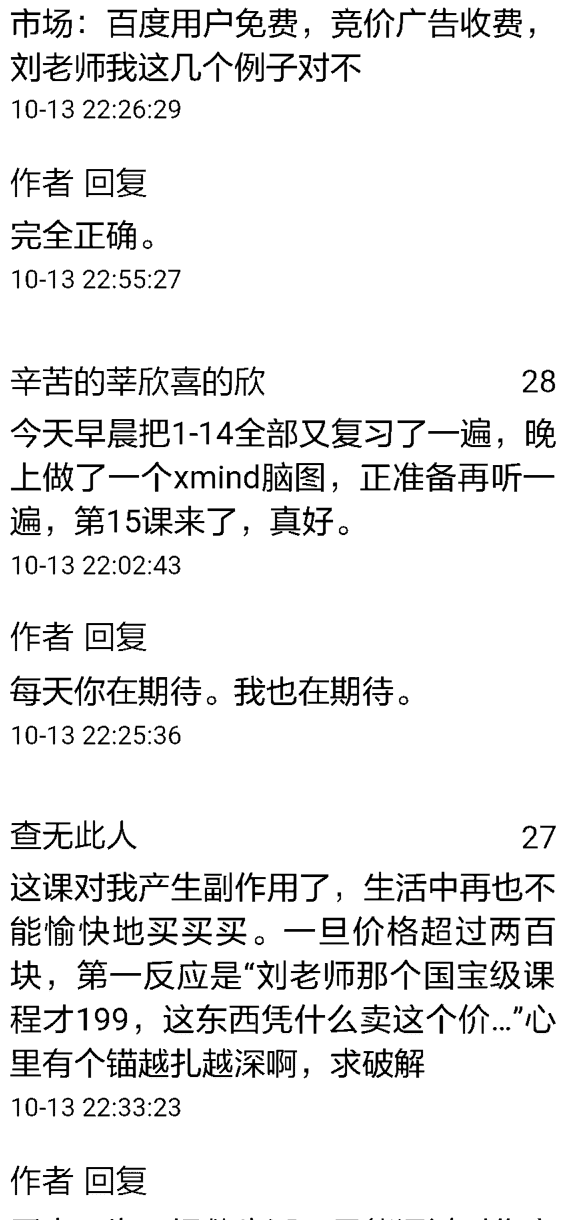 市场：百度用户免费，竞价广告收费，
刘老师我这几个例子对不
10-13 22:26:29
作者 回复
完全正确。
10-13 22:55:27
辛苦的莘欣喜的欣 28
今天早晨把1-14全部又复习了一遍，晚
上做了一个xmind脑图，正准备再听一
遍，第15课来了，真好。
10-13 22:02:43
作者 回复
每天你在期待。我也在期待。
10-13 22:25:36
查无此人 27
这课对我产生副作用了，生活中再也不
能愉快地买买买。一旦价格超过两百
块，第一反应是“刘老师那个国宝级课
程才199，这东西凭什么卖这个价…”心
里有个锚越扎越深啊，求破解
10-13 22:33:23
作者 回复